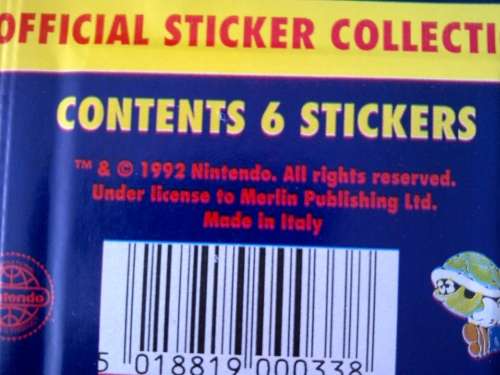 OFFICIAL STICKER COLLECTI
CONTENTS 6 STICKERS
™ & © 1992 Nintendo. All rights reserved.
Under license to Merlin Publishing Ltd.
Made in Italy
ntendo
5 018819 000338